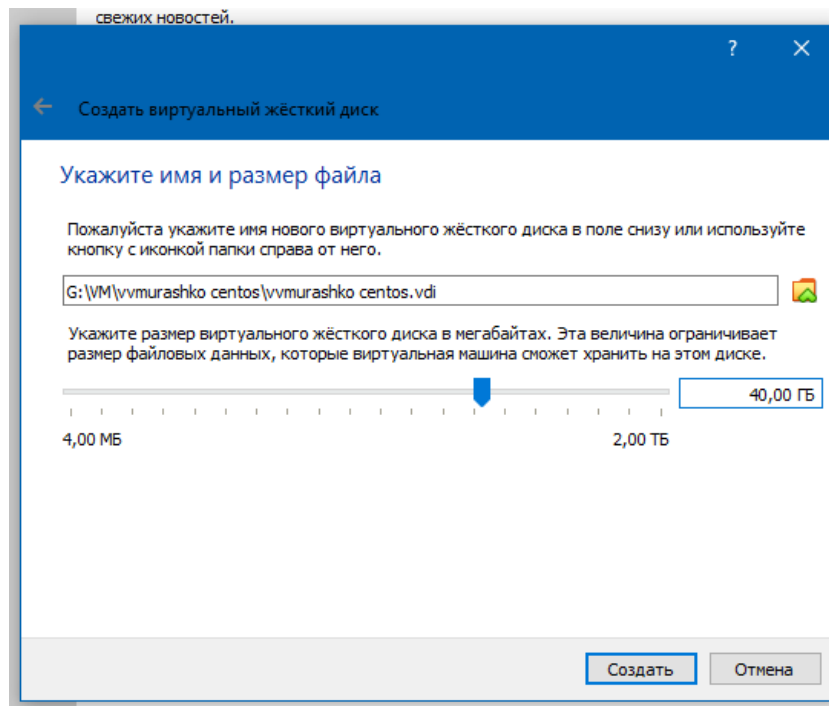 свежих новостей.
?
Создать виртуальный жёсткий диск
Укажите имя и размер файла
Пожалуйста укажите имя нового виртуального жёсткого диска в поле снизу или используйте
кнопку с иконкой папки справа от него.
G:\VM\vvmurashko centos\vvmurashko centos.vdi
Укажите размер виртуального жёсткого диска в мегабайтах. Эта величина ограничивает
размер файловых данных, которые виртуальная машина сможет хранить на этом диске.
40,00 ГБ
4,00 МБ 2,00 ТБ
Создать Отмена